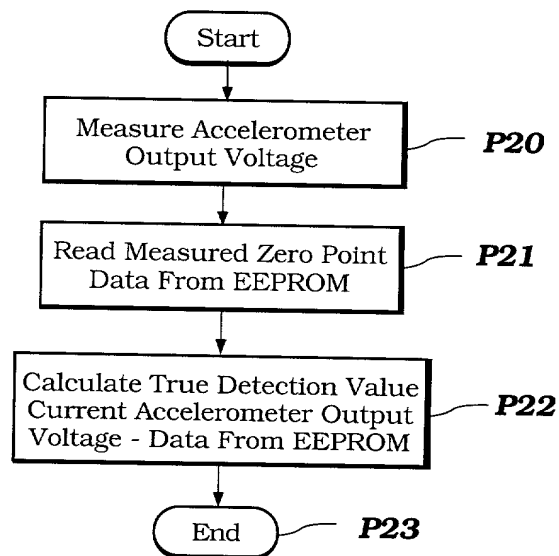 Start
Measure Accelerometer
Output Voltage
P20
Read Measured Zero Point
Data From EEPROM
P21
Calculate True Detection Value
Current Accelerometer Output
Voltage - Data From EEPROM
P22
End
P23